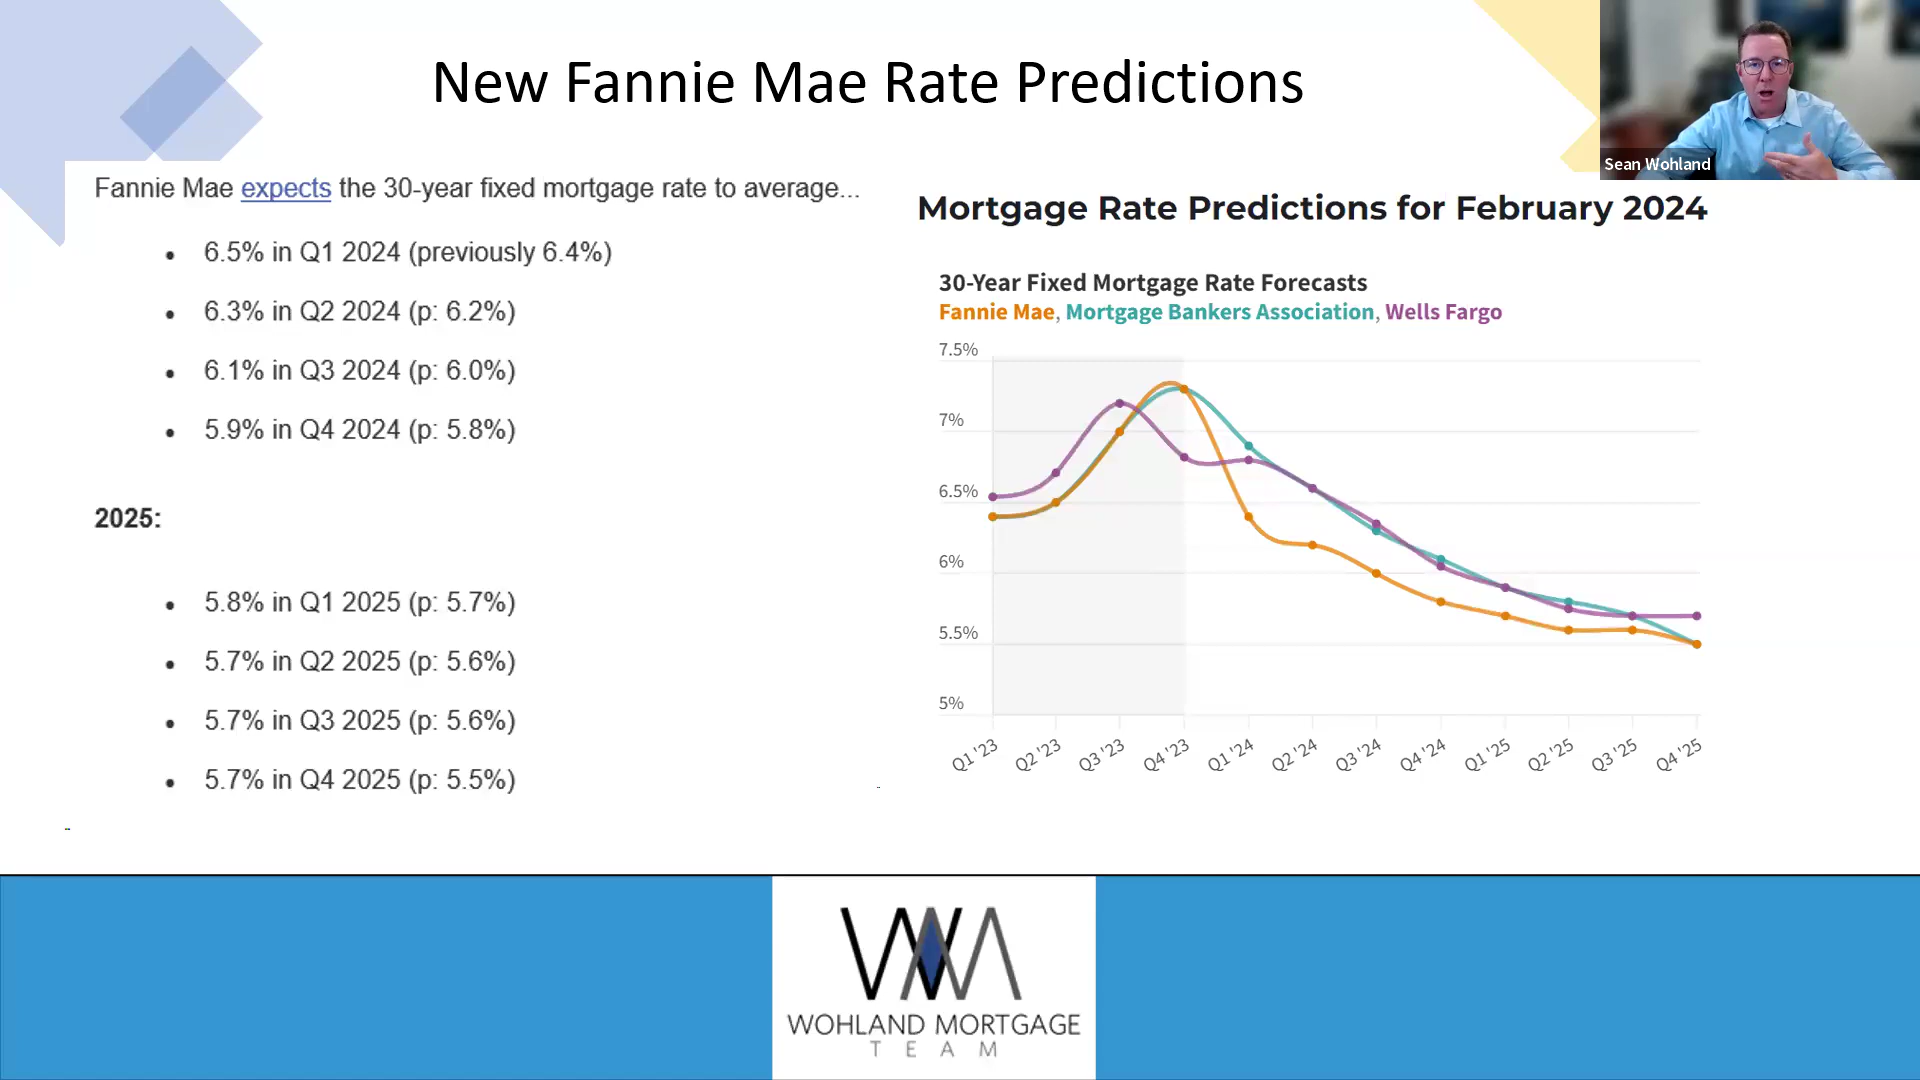 New Fannie Mae Rate Predictions
Sean Wohland
Fannie Mae expects the 30-year fixed mortgage rate to average...
• 6.5% in Q1 2024 (previously 6.4%)
• 6.3% in Q2 2024 (p: 6.2%)
• 6.1% in Q3 2024 (p: 6.0%)
• 5.9% in Q4 2024 (p: 5.8%)
2025:
• 5.8% in Q1 2025 (p: 5.7%)
• 5.7% in Q2 2025 (p: 5.6%)
• 5.7% in Q3 2025 (p: 5.6%)
• 5.7% in Q4 2025 (p: 5.5%)
Mortgage Rate Predictions for February 2024
30-Year Fixed Mortgage Rate Forecasts
Fannie Mae, Mortgage Bankers Association, Wells Fargo
7.5%
7%
6.5%
6%
5.5%
5%
Q1 '23 Q2 '23 Q3 '23 Q4 '23 Q1 '24 Q2 '24 Q3 '24 Q4 '24 Q1 '25 Q2 '25 Q3 '25 Q4 '25
WOHLAND MORTGAGE
TEAM